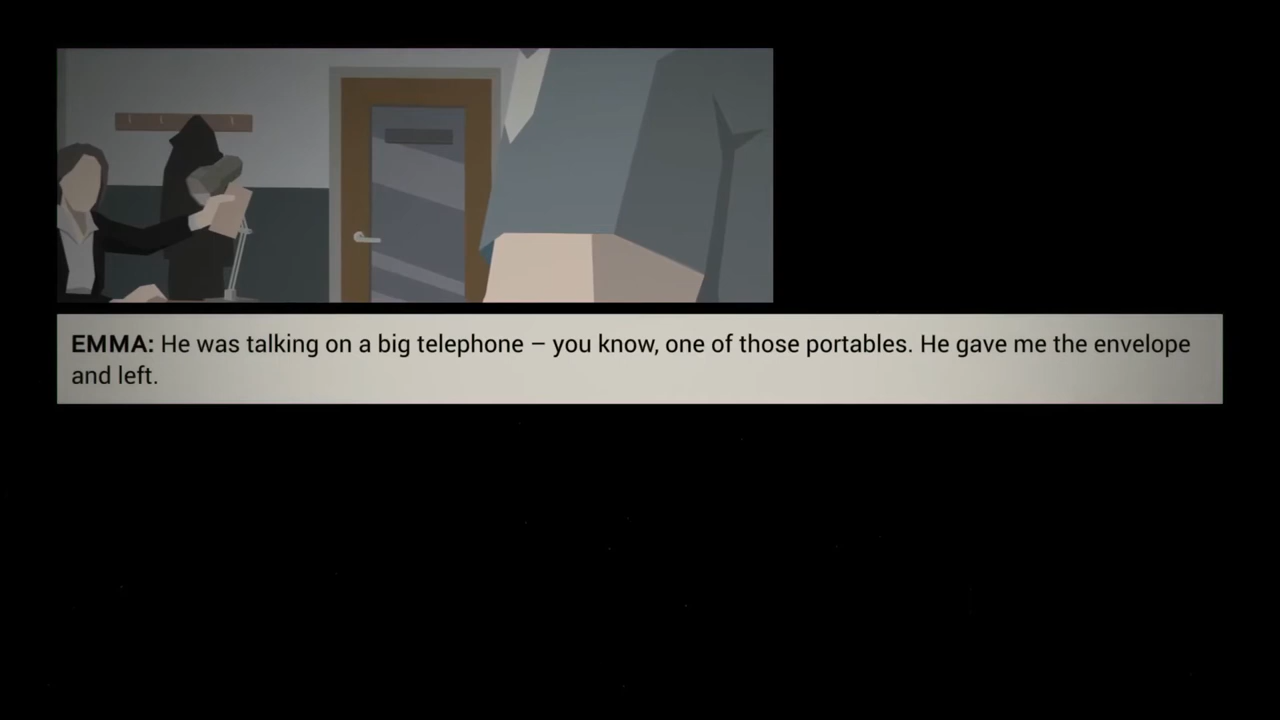 EMMA: He was talking on a big telephone – you know, one of those portables. He gave me the envelope
and left.